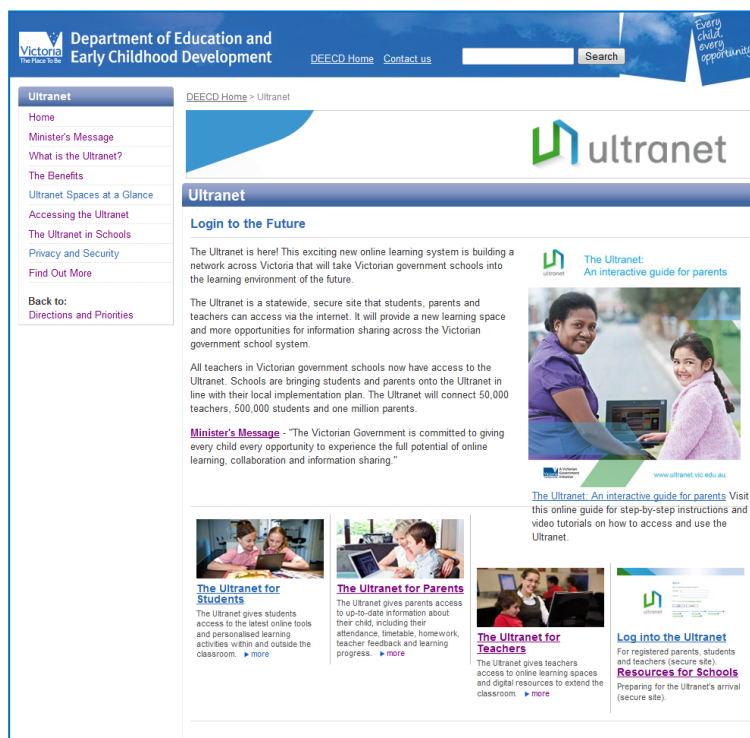 Victoria
The Place To Be
Department of Education and
Early Childhood Development
DEECD Home Contact us
Search
Every
child,
every
opportunity
Ultranet
Home
Minister's Message
What is the Ultranet?
The Benefits
Ultranet Spaces at a Glance
Accessing the Ultranet
The Ultranet in Schools
Privacy and Security
Find Out More
Back to:
Directions and Priorities
DEECD Home > Ultranet
ultranet
Ultranet
Login to the Future
The Ultranet is here! This exciting new online learning system is building a
network across Victoria that will take Victorian government schools into
the learning environment of the future.
The Ultranet is a statewide, secure site that students, parents and
teachers can access via the internet. It will provide a new learning space
and more opportunities for information sharing across the Victorian
government school system.
All teachers in Victorian government schools now have access to the
Ultranet. Schools are bringing students and parents onto the Ultranet in
line with their local implementation plan. The Ultranet will connect 50,000
teachers, 500,000 students and one million parents.
Minister's Message - "The Victorian Government is committed to giving
every child every opportunity to experience the full potential of online
learning, collaboration and information sharing."
ultranet
The Ultranet:
An interactive guide for parents
A Victorian
Government
Initiative
www.ultranet.vic.edu.au
The Ultranet: An interactive guide for parents Visit
this online guide for step-by-step instructions and
video tutorials on how to access and use the
Ultranet.
The Ultranet for
Students
The Ultranet gives students
access to the latest online tools
and personalised learning
activities within and outside the
classroom. ▶ more
The Ultranet for Parents
The Ultranet gives parents access
to up-to-date information about
their child, including their
attendance, timetable, homework,
teacher feedback and learning
progress. ▶ more
The Ultranet for
Teachers
The Ultranet gives teachers
access to online learning spaces
and digital resources to extend the
classroom. ▶ more
ultranet
Log into the Ultranet
For registered parents, students
and teachers (secure site).
Resources for Schools
Preparing for the Ultranet's arrival
(secure site).